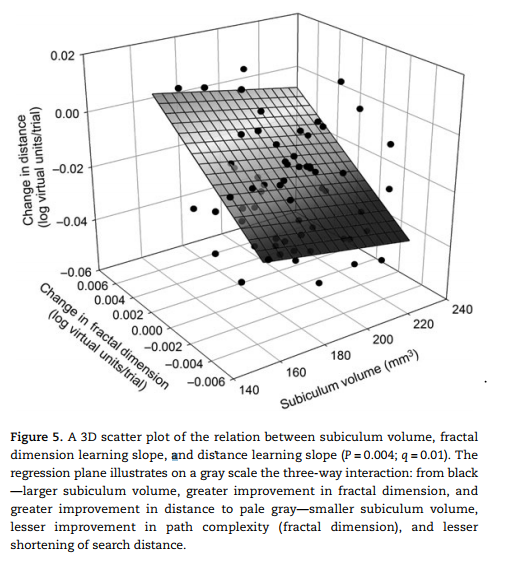 0.02
0.00
−0.02
−0.04
−0.06
Change in distance
(log virtual units/trial)
0.006
0.004
0.002
0.000
−0.002
−0.004
−0.006
Change in fractal dimension
(log virtual units/trial)
140
160
180
200
220
240
Subiculum volume (mm³)
Figure 5. A 3D scatter plot of the relation between subiculum volume, fractal
dimension learning slope, and distance learning slope (P = 0.004; q = 0.01). The
regression plane illustrates on a gray scale the three-way interaction: from black
—larger subiculum volume, greater improvement in fractal dimension, and
greater improvement in distance to pale gray—smaller subiculum volume,
lesser improvement in path complexity (fractal dimension), and lesser
shortening of search distance.